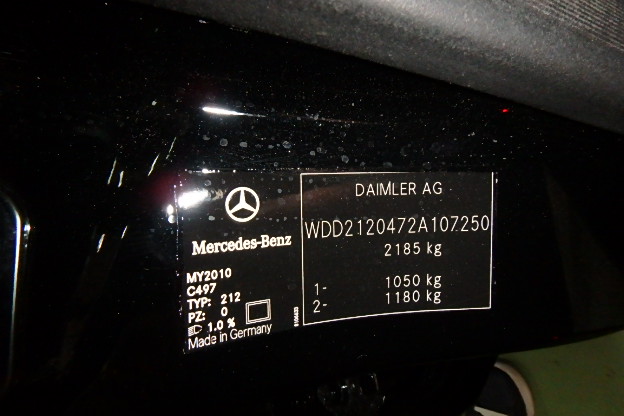 Mercedes-Benz
MY2010
C497
TYP: 212
PZ: 0
1.0 %
Made in Germany
DAIMLER AG
WDD2120472A107250
2185 kg
1- 1050 kg
2- 1180 kg